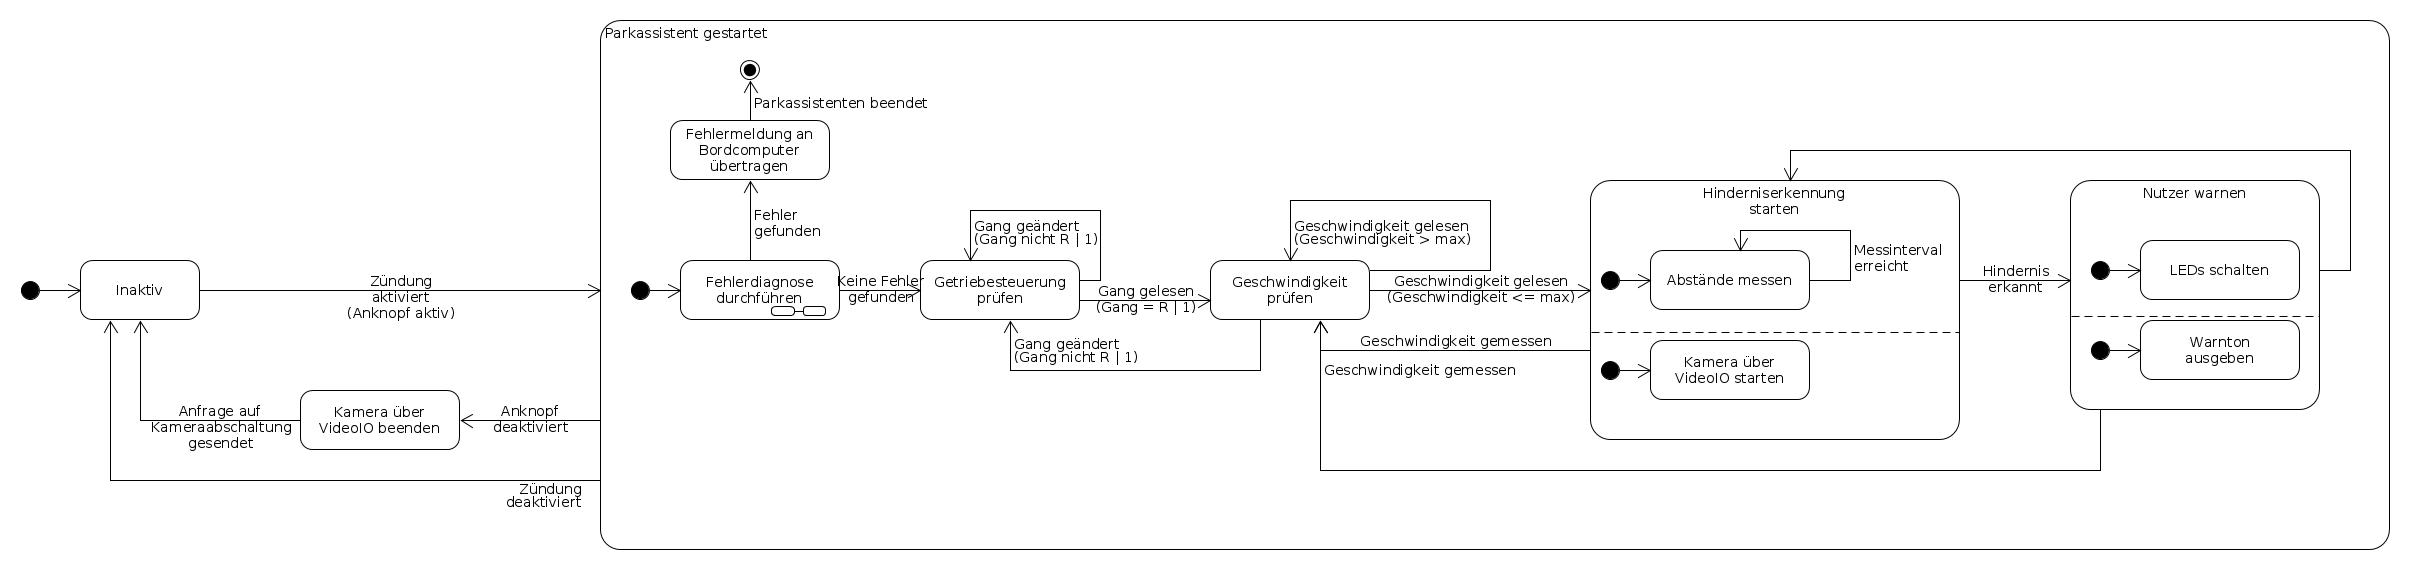 Parkassistent gestartet
Parkassistenten beendet
Fehlermeldung an
Bordcomputer
übertragen
Fehler
gefunden
Inaktiv
Zündung
aktiviert
(Anknopf aktiv)
Fehlerdiagnose
durchführen
Keine Fehler
gefunden
Gang geändert
(Gang nicht R | 1)
Getriebesteuerung
prüfen
Gang gelesen
(Gang = R | 1)
Gang geändert
(Gang nicht R | 1)
Geschwindigkeit gelesen
(Geschwindigkeit > max)
Geschwindigkeit
prüfen
Geschwindigkeit gelesen
(Geschwindigkeit <= max)
Geschwindigkeit gemessen
Geschwindigkeit gemessen
Hinderniserkennung
starten
Abstände messen
Messinterval
erreicht
Kamera über
VideoIO starten
Hindernis
erkannt
Nutzer warnen
LEDs schalten
Warnton
ausgeben
Anfrage auf
Kameraabschaltung
gesendet
Kamera über
VideoIO beenden
Anknopf
deaktiviert
Zündung
deaktiviert